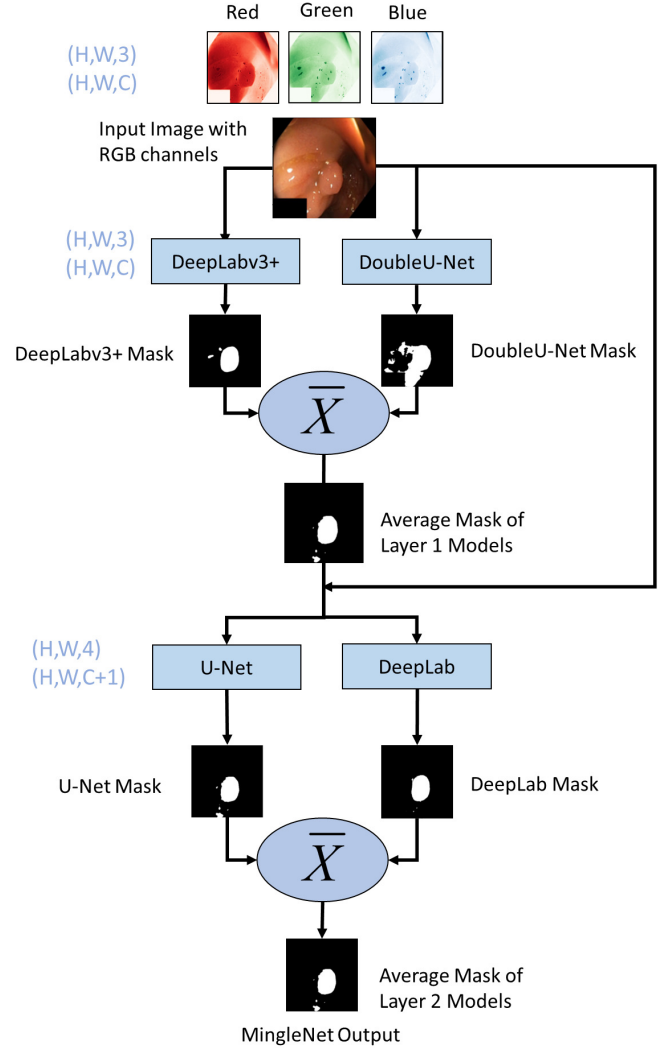 Red Green Blue
(H,W,3)
(H,W,C)
Input Image with
RGB channels
(H,W,3)
(H,W,C)
DeepLabv3+
DoubleU-Net
DeepLabv3+ Mask
DoubleU-Net Mask
X̅
Average Mask of
Layer 1 Models
(H,W,4)
(H,W,C+1)
U-Net
DeepLab
U-Net Mask
DeepLab Mask
X̅
Average Mask of
Layer 2 Models
MingleNet Output